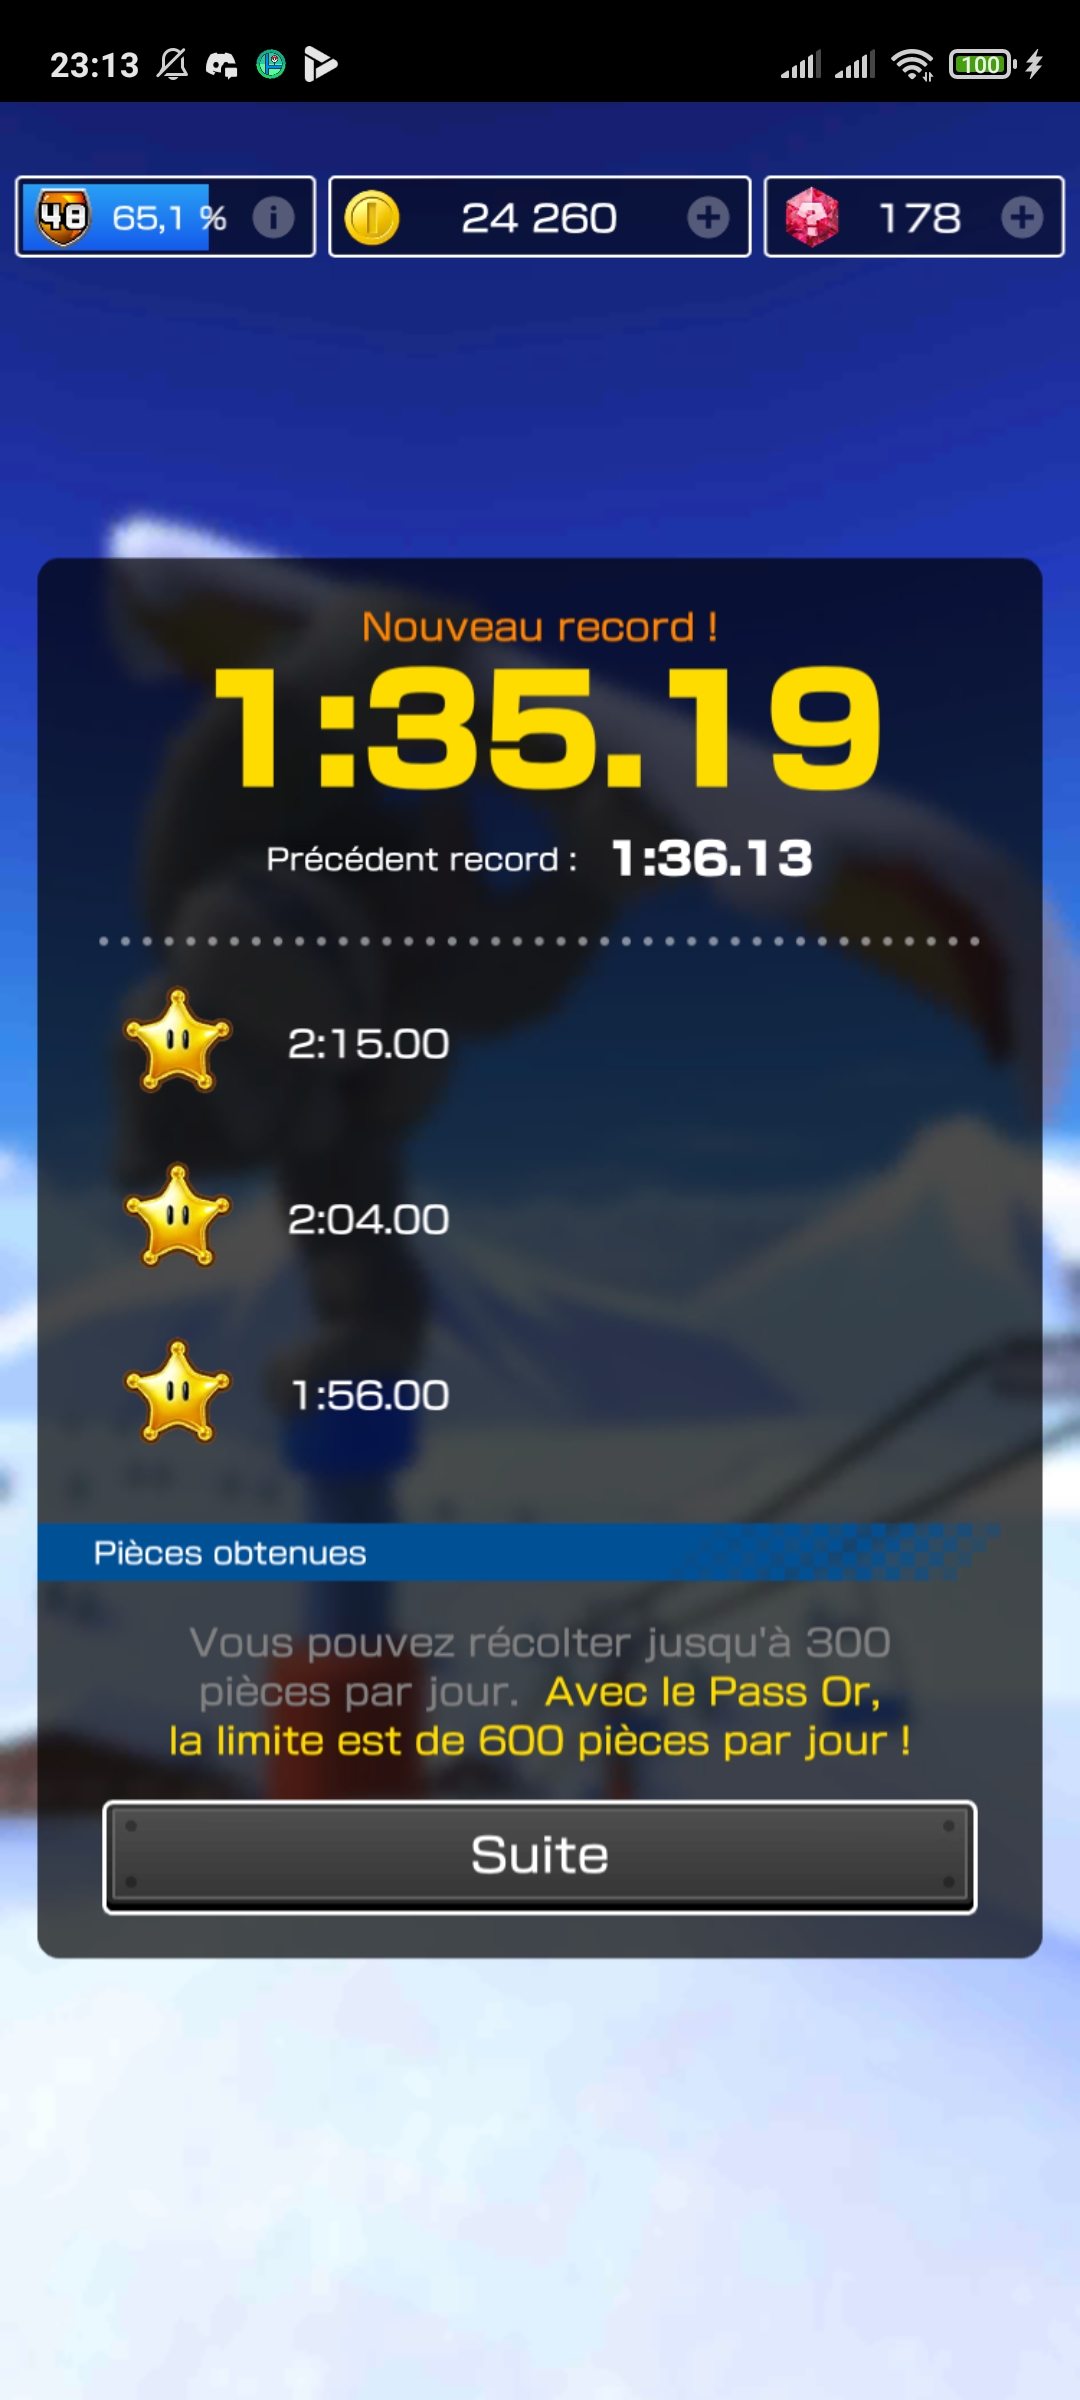 23:13 100
48 65,1 % i 24 260 + 178 +
Nouveau record !
1:35.19
Précédent record : 1:36.13
2:15.00
2:04.00
1:56.00
Pièces obtenues
Vous pouvez récolter jusqu'à 300
pièces par jour. Avec le Pass Or,
la limite est de 600 pièces par jour !
Suite